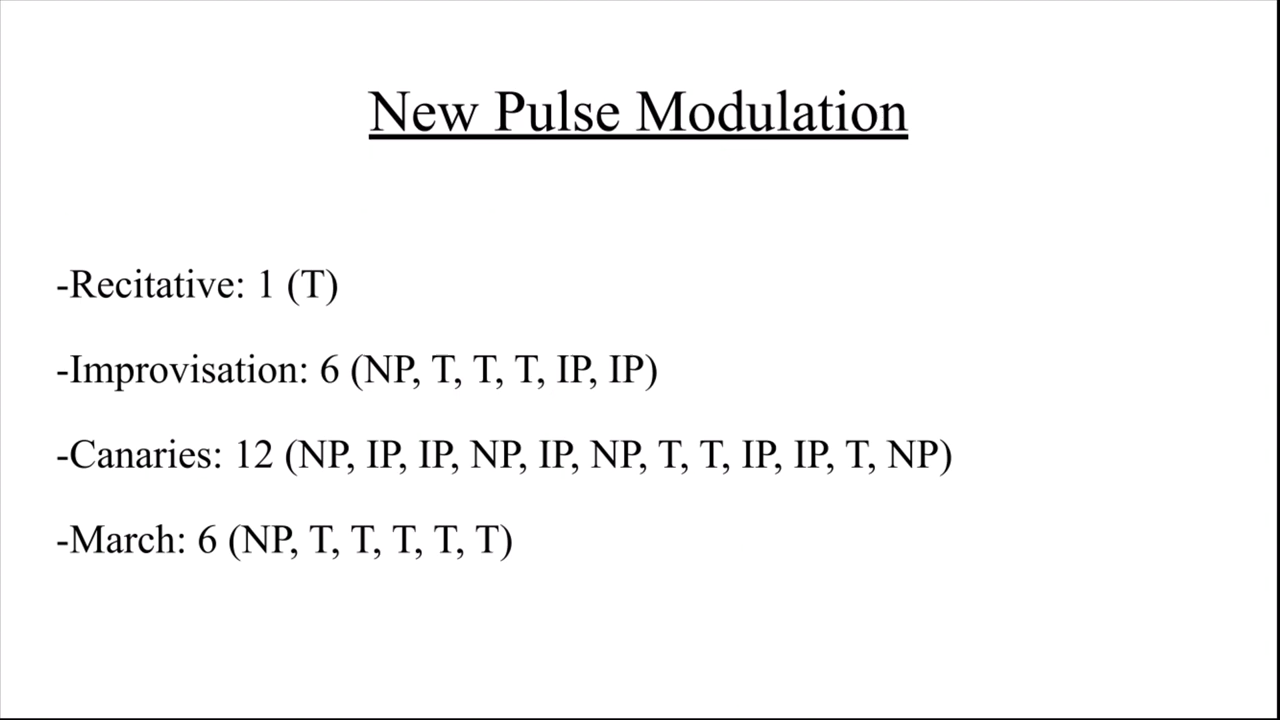 New Pulse Modulation
-Recitative: 1 (T)
-Improvisation: 6 (NP, T, T, T, IP, IP)
-Canaries: 12 (NP, IP, IP, NP, IP, NP, T, T, IP, IP, T, NP)
-March: 6 (NP, T, T, T, T, T)